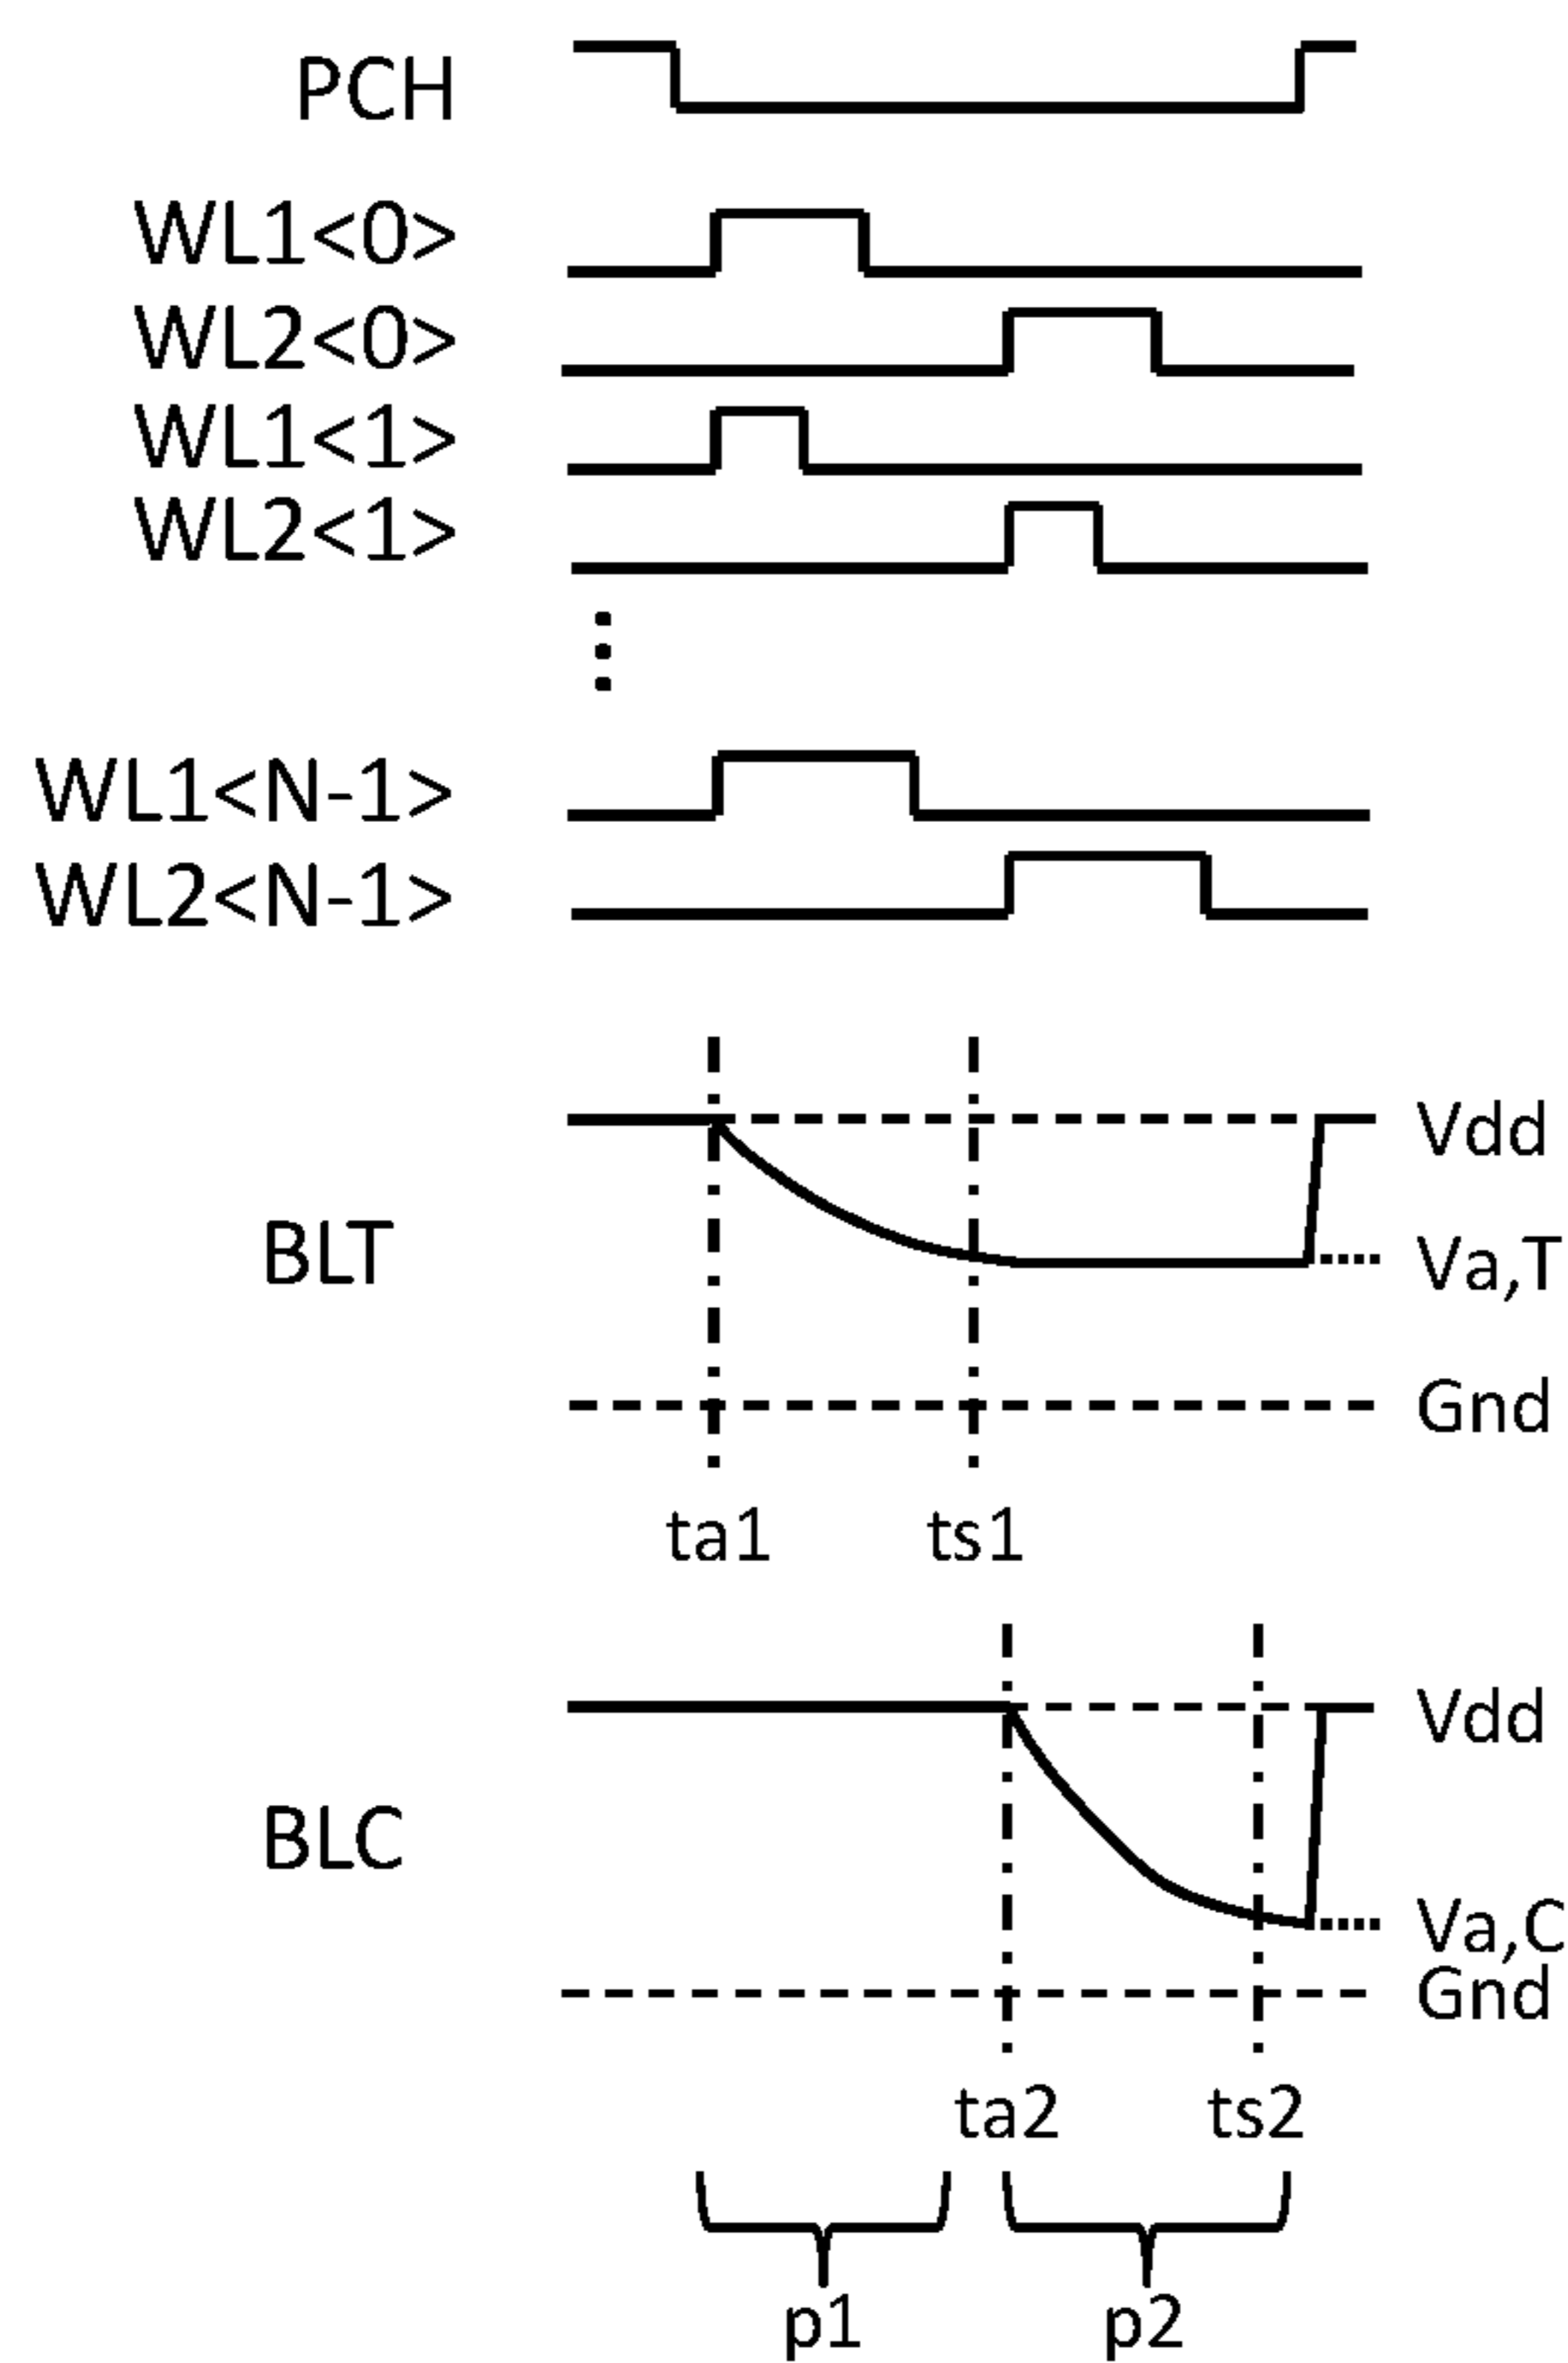 PCH
WL1<0>
WL2<0>
WL1<1>
WL2<1>
WL1<N-1>
WL2<N-1>
Vdd
BLT
Va,T
Gnd
ta1 ts1
Vdd
BLC
Va,C
Gnd
ta2 ts2
p1 p2